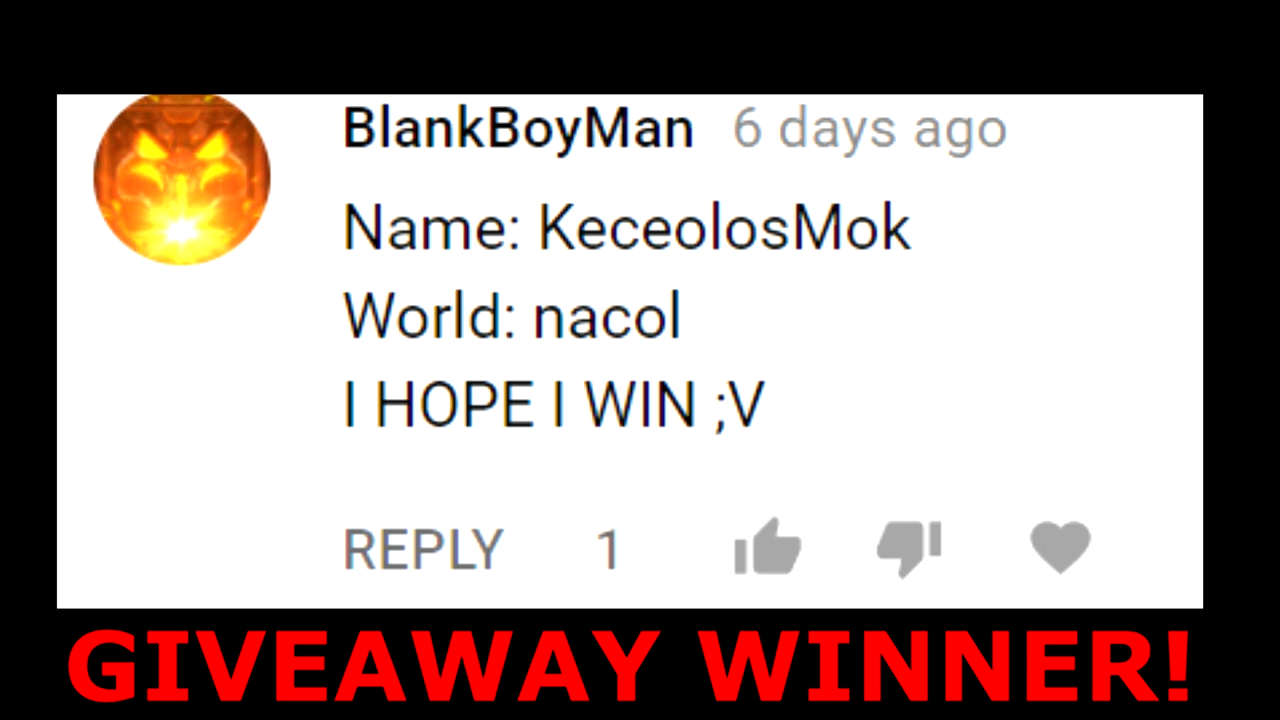 BlankBoyMan 6 days ago
Name: KeceolosMok
World: nacol
I HOPE I WIN ;V
REPLY 1
GIVEAWAY WINNER!